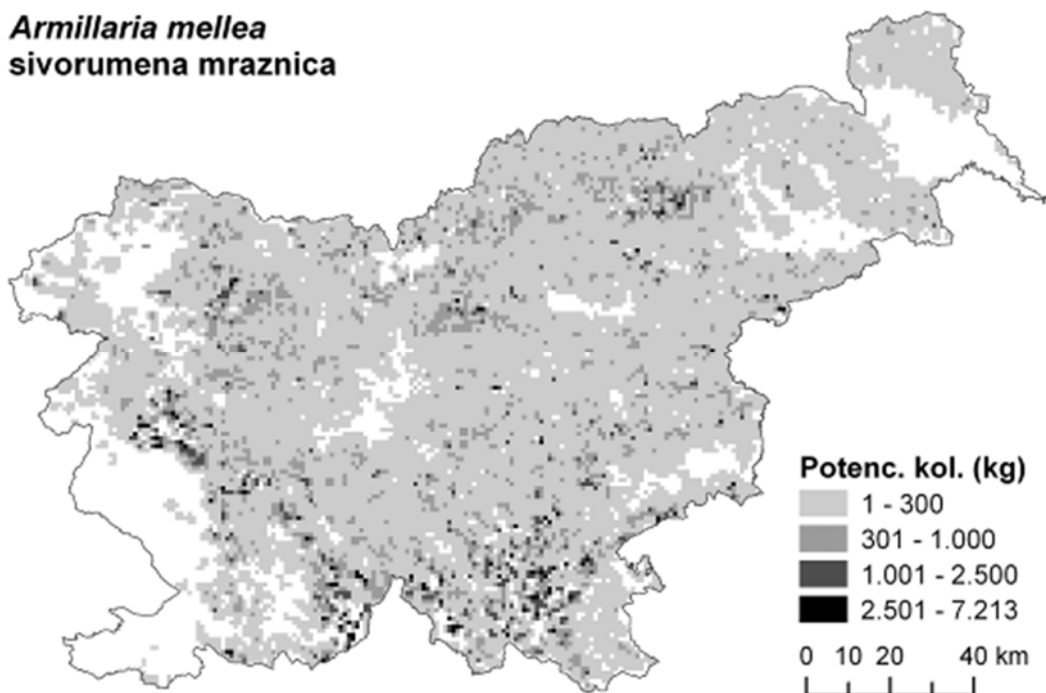 Armillaria mellea
sivorumena mraznica
Potenc. kol. (kg)
1 - 300
301 - 1.000
1.001 - 2.500
2.501 - 7.213
0 10 20 40 km